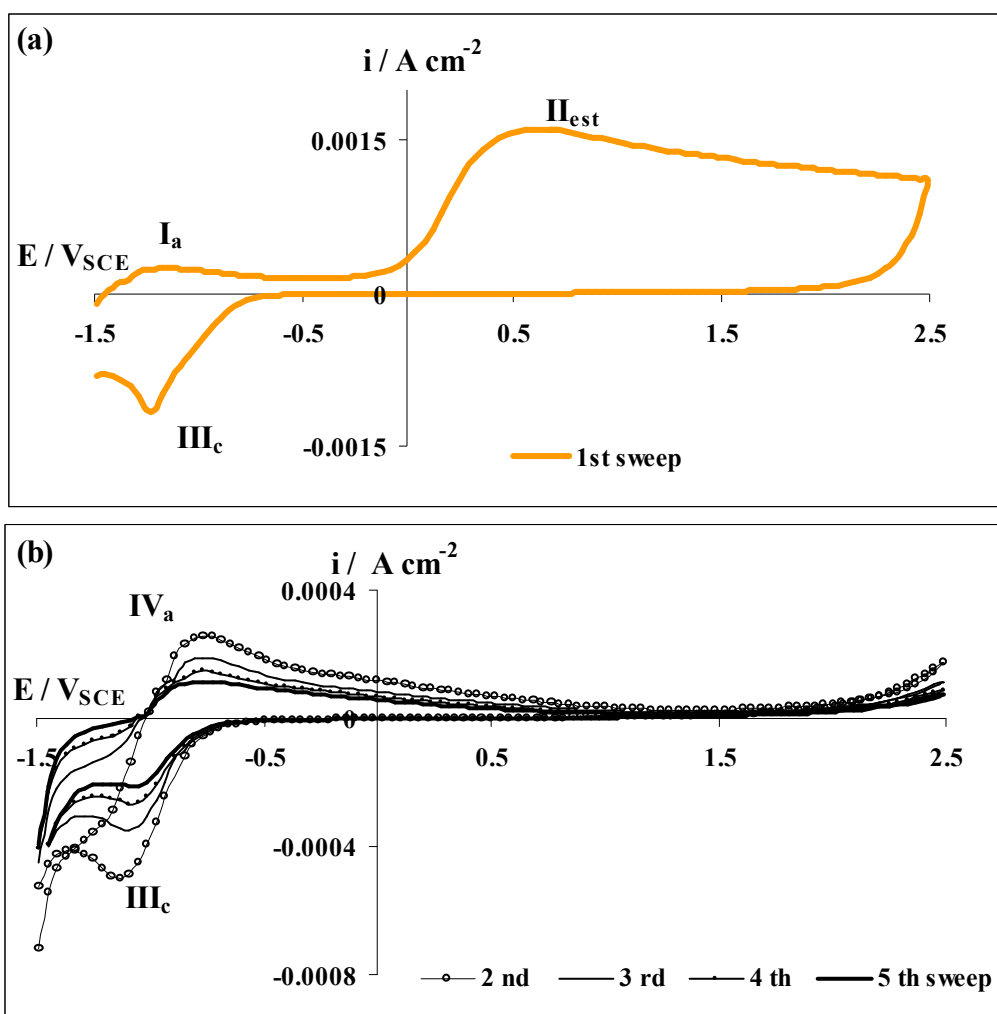 (a)
i / A cm-2
0.0015
IIest
Ia
E / VSCE
0
-1.5 -0.5 0.5 1.5 2.5
IIIc
-0.0015
1st sweep
(b)
i / A cm-2
0.0004
IVa
E / VSCE
0
-1.5 -0.5 0.5 1.5 2.5
-0.0004
IIIc
-0.0008
2 nd 3 rd 4 th 5 th sweep